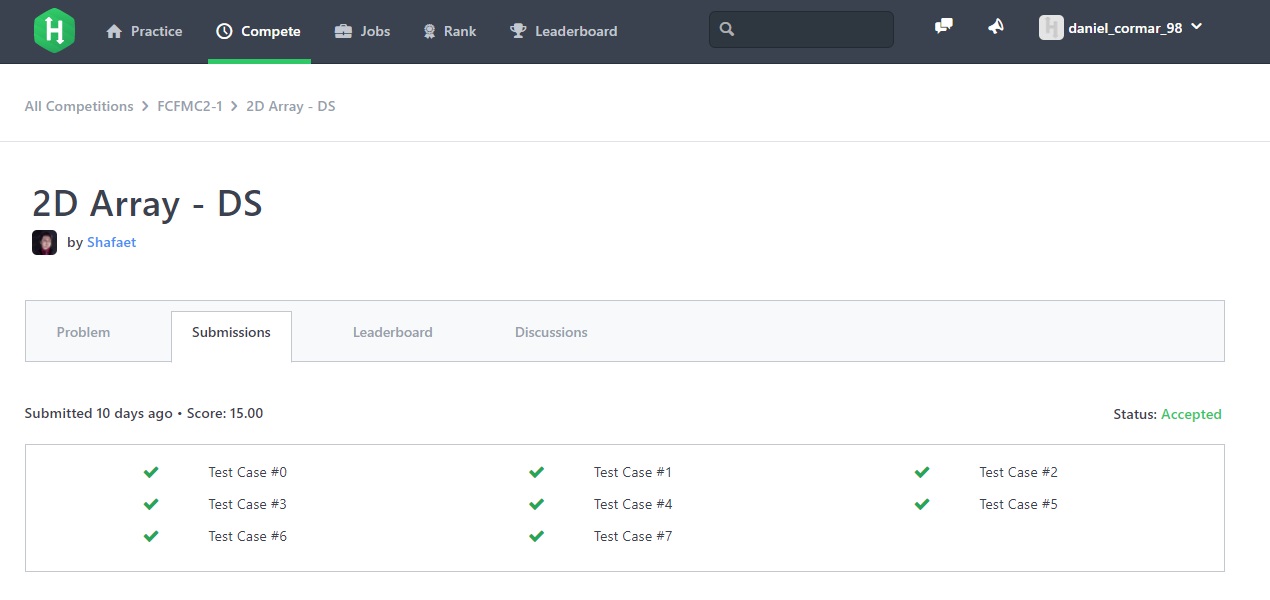 H Practice Compete Jobs Rank Leaderboard daniel_cormar_98
All Competitions > FCFMC2-1 > 2D Array - DS
2D Array - DS
by Shafaet
Problem Submissions Leaderboard Discussions
Submitted 10 days ago • Score: 15.00 Status: Accepted
Test Case #0 Test Case #1 Test Case #2
Test Case #3 Test Case #4 Test Case #5
Test Case #6 Test Case #7